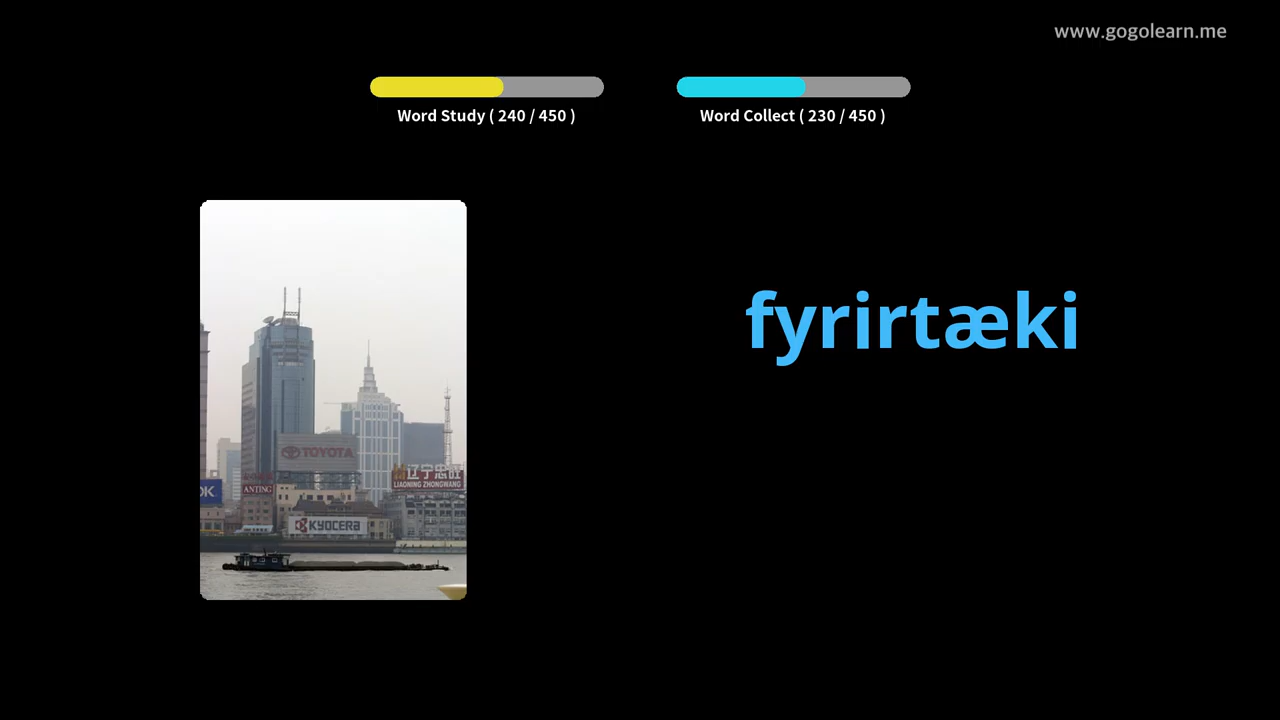 www.gogolearn.me
Word Study ( 240 / 450 )
Word Collect ( 230 / 450 )
fyrirtæki
TOYOTA
辽宁忠旺
LIAONING ZHONGWANG
OK
ANTING
KYOCERA